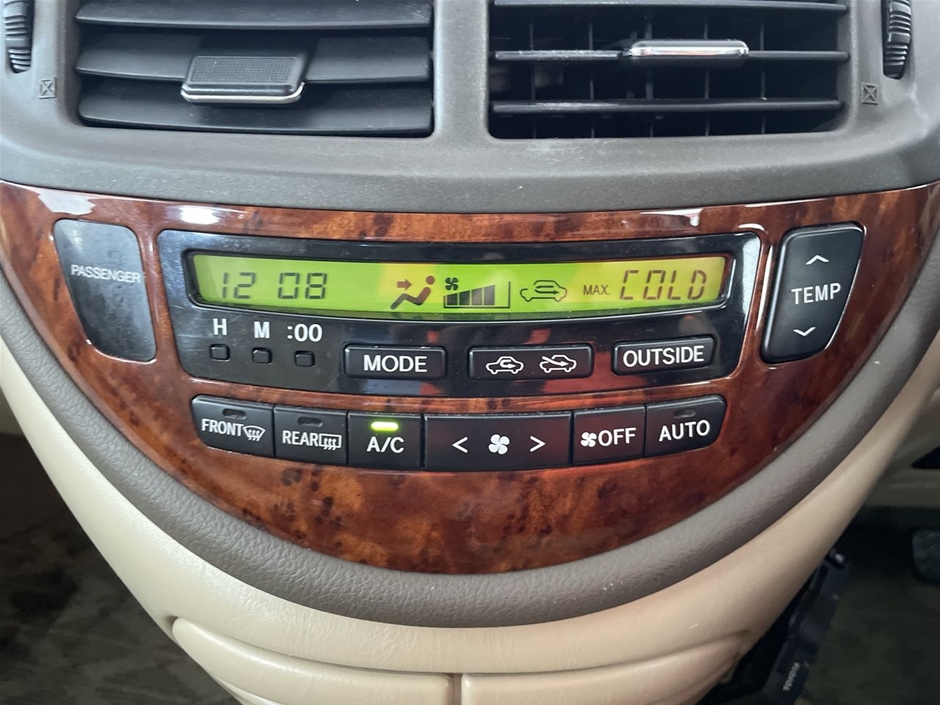 PASSENGER
12 08
MAX. COLD
TEMP
H M :00
MODE
OUTSIDE
FRONT
REAR
A/C
< >
OFF
AUTO